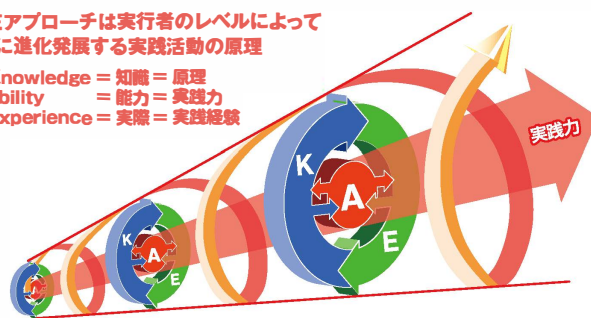 アプローチは実行者のレベルによって
に進化発展する実践活動の原理
nowledge = 知識 = 原理
bility = 能力 = 実践力
xperience = 実際 = 実践経験
実践力
K
A
E
K
A
E
A